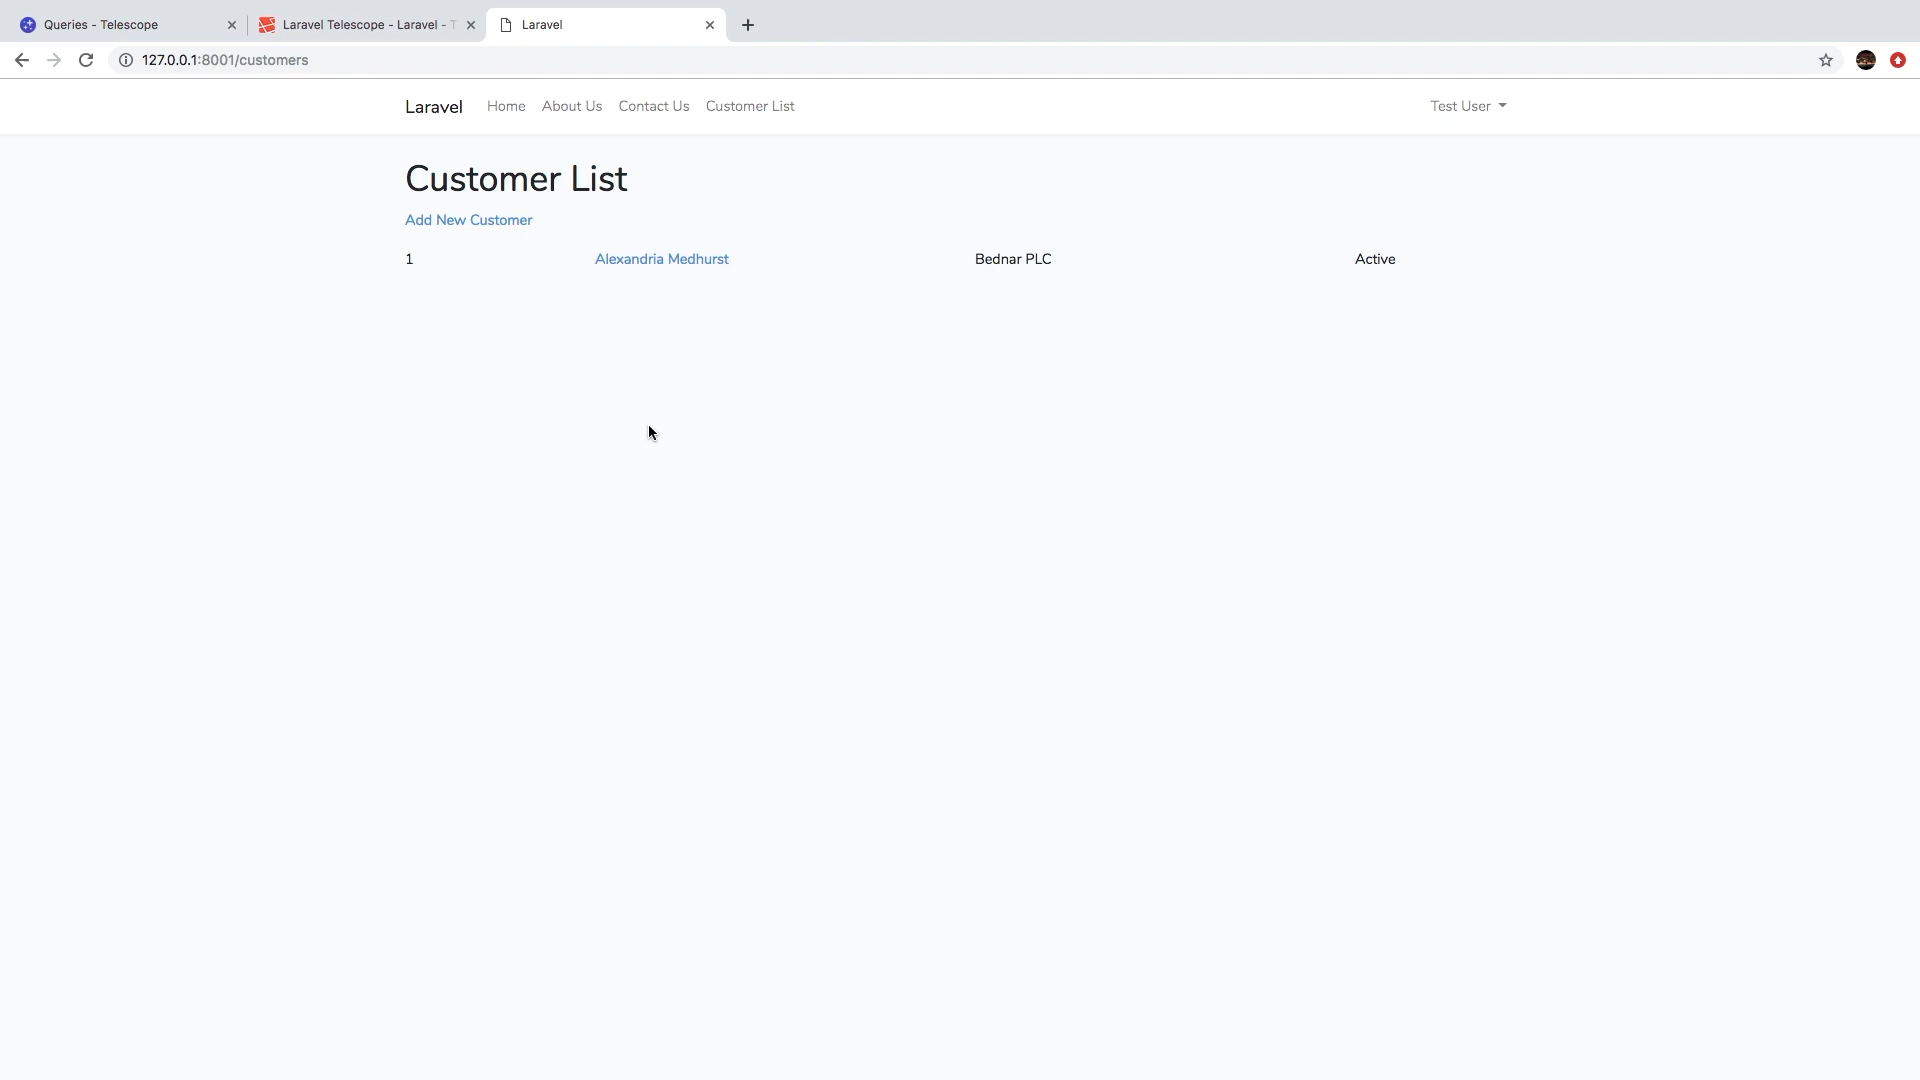 Queries - Telescope
Laravel Telescope - Laravel - T
Laravel
127.0.0.1:8001/customers
Laravel Home About Us Contact Us Customer List Test User
Customer List
Add New Customer
1 Alexandria Medhurst Bednar PLC Active